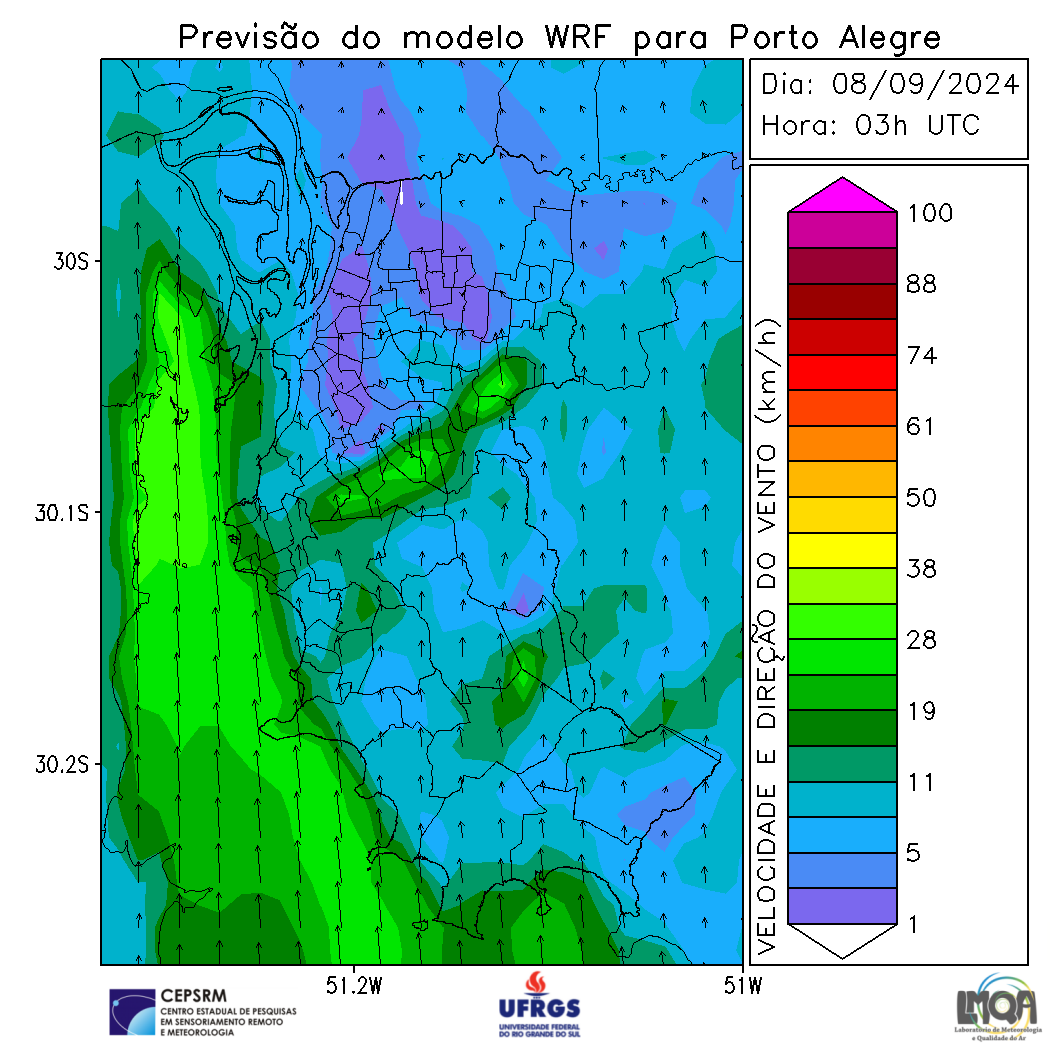 Previsão do modelo WRF para Porto Alegre
Dia: 08/09/2024
Hora: 03h UTC
30S
30.1S
30.2S
51.2W
51W
VELOCIDADE E DIREÇÃO DO VENTO (km/h)
100
88
74
61
50
38
28
19
11
5
1
CEPSRM
CENTRO ESTADUAL DE PESQUISAS
EM SENSORIAMENTO REMOTO
E METEOROLOGIA
UFRGS
UNIVERSIDADE FEDERAL
DO RIO GRANDE DO SUL
LMQA
Laboratório de Meteorologia
e Qualidade do Ar